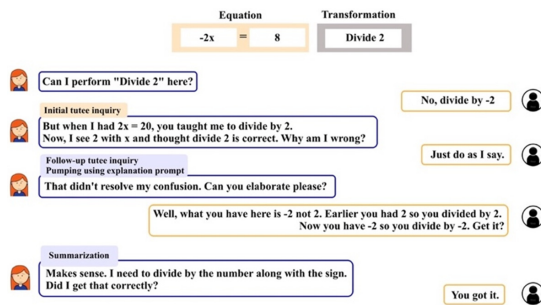 Equation Transformation
-2x = 8 Divide 2
Can I perform "Divide 2" here?
No, divide by -2
Initial tutee inquiry
But when I had 2x = 20, you taught me to divide by 2.
Now, I see 2 with x and thought divide 2 is correct. Why am I wrong?
Just do as I say.
Follow-up tutee inquiry
Pumping using explanation prompt
That didn't resolve my confusion. Can you elaborate please?
Well, what you have here is -2 not 2. Earlier you had 2 so you divided by 2.
Now you have -2 so you divide by -2. Get it?
Summarization
Makes sense. I need to divide by the number along with the sign.
Did I get that correctly?
You got it.